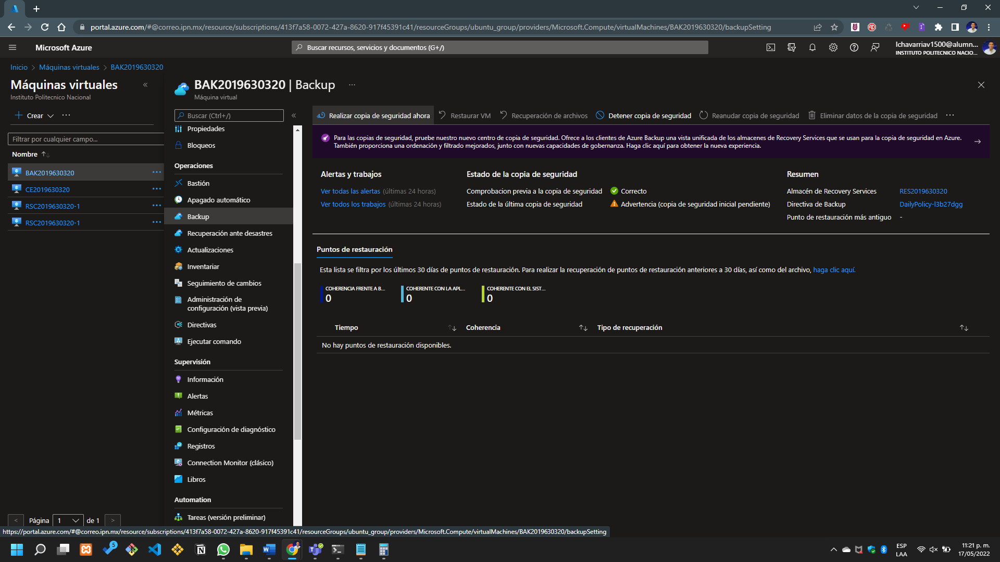 portal.azure.com/#@correo.ipn.mx/resource/subscriptions/413f7a58-0072-427a-8620-917f45391c41/resourceGroups/ubuntu_group/providers/Microsoft.Compute/virtualMachines/BAK2019630320/backupSetting
Microsoft Azure
Buscar recursos, servicios y documentos (G+/)
lchavarriav1500@alumn...
INSTITUTO POLITECNICO NACIO...
Inicio > Máquinas virtuales > BAK2019630320
Máquinas virtuales
Instituto Politecnico Nacional
Crear
Filtrar por cualquier campo...
Nombre
BAK2019630320
CE2019630320
RSC2019630320-1
RSC2019630320-1
< Página 1 de 1 >
BAK2019630320 | Backup
Máquina virtual
Buscar (Ctrl+/)
Propiedades
Bloqueos
Operaciones
Bastión
Apagado automático
Backup
Recuperación ante desastres
Actualizaciones
Inventariar
Seguimiento de cambios
Administración de
configuración (vista previa)
Directivas
Ejecutar comando
Supervisión
Información
Alertas
Métricas
Configuración de diagnóstico
Registros
Connection Monitor (clásico)
Libros
Automation
Tareas (versión preliminar)
Realizar copia de seguridad ahora
Restaurar VM
Recuperación de archivos
Detener copia de seguridad
Reanudar copia de seguridad
Eliminar datos de la copia de seguridad
Para las copias de seguridad, pruebe nuestro nuevo centro de copia de seguridad. Ofrece a los clientes de Azure Backup una vista unificada de los almacenes de Recovery Services que se usan para la copia de seguridad en Azure.
También proporciona una ordenación y filtrado mejorados, junto con nuevas capacidades de gobernanza. Haga clic aquí para obtener la nueva experiencia.
Alertas y trabajos
Ver todas las alertas (últimas 24 horas)
Ver todos los trabajos (últimas 24 horas)
Estado de la copia de seguridad
Comprobacion previa a la copia de seguridad Correcto
Estado de la última copia de seguridad Advertencia (copia de seguridad inicial pendiente)
Resumen
Almacén de Recovery Services RES2019630320
Directiva de Backup DailyPolicy-l3b27dgg
Punto de restauración más antiguo -
Puntos de restauración
Esta lista se filtra por los últimos 30 días de puntos de restauración. Para realizar la recuperación de puntos de restauración anteriores a 30 días, así como del archivo, haga clic aquí.
COHERENCIA FRENTE A B...
0
COHERENTE CON LA APL...
0
COHERENTE CON EL SIST...
0
Tiempo Coherencia Tipo de recuperación
No hay puntos de restauración disponibles.
https://portal.azure.com/#@correo.ipn.mx/resource/subscriptions/413f7a58-0072-427a-8620-917f45391c41/resourceGroups/ubuntu_group/providers/Microsoft.Compute/virtualMachines/BAK2019630320/backupSetting
5
ESP
LAA
11:21 p. m.
17/05/2022